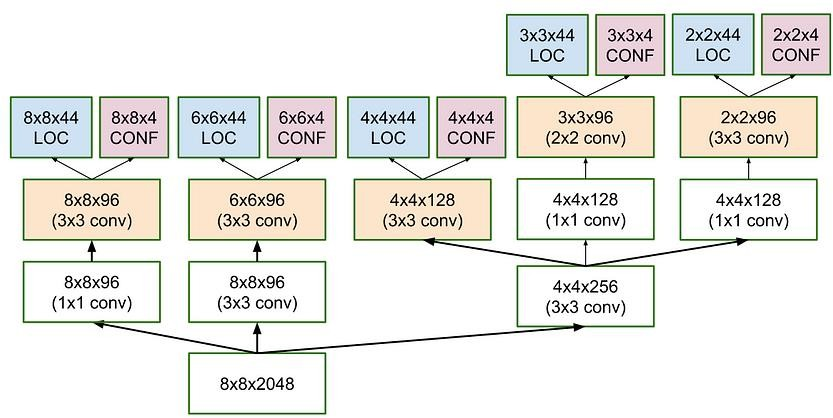 3x3x44
LOC
3x3x4
CONF
2x2x44
LOC
2x2x4
CONF
8x8x44
LOC
8x8x4
CONF
6x6x44
LOC
6x6x4
CONF
4x4x44
LOC
4x4x4
CONF
3x3x96
(2x2 conv)
2x2x96
(3x3 conv)
8x8x96
(3x3 conv)
6x6x96
(3x3 conv)
4x4x128
(3x3 conv)
4x4x128
(1x1 conv)
4x4x128
(1x1 conv)
8x8x96
(1x1 conv)
8x8x96
(3x3 conv)
4x4x256
(3x3 conv)
8x8x2048